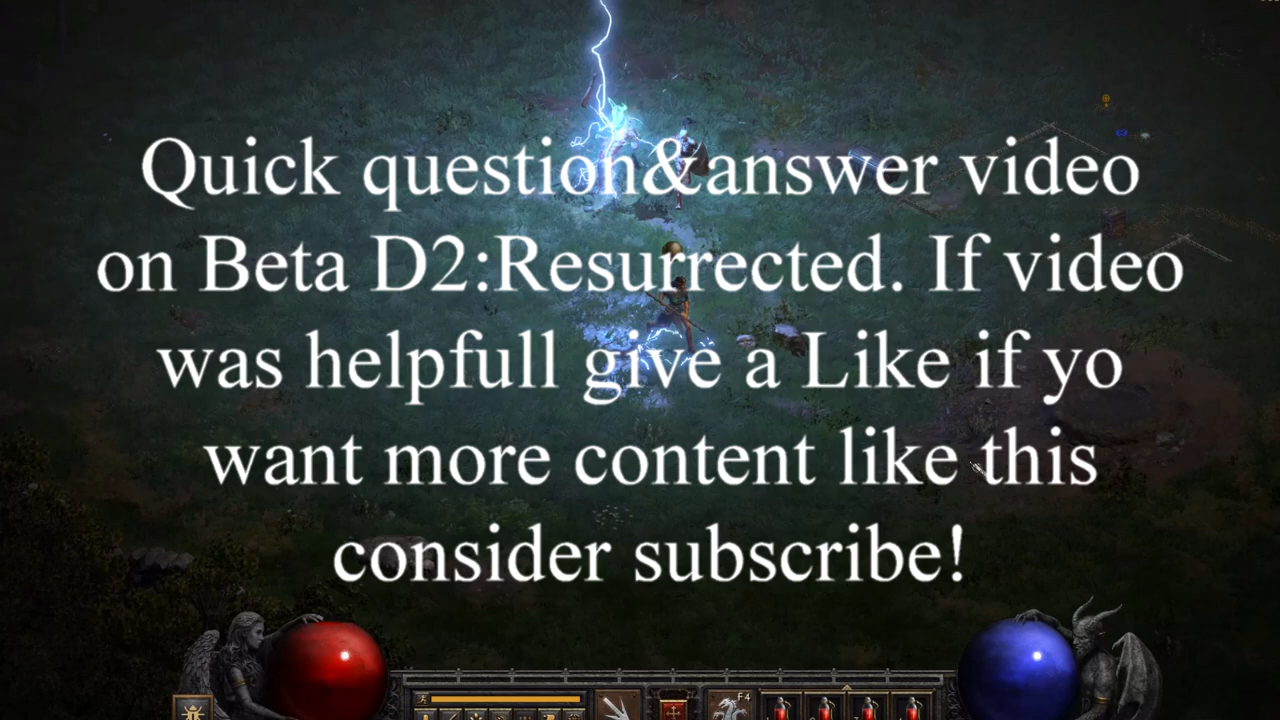 Quick question&answer video
on Beta D2:Resurrected. If video
was helpfull give a Like if yo
want more content like this
consider subscribe!
F4